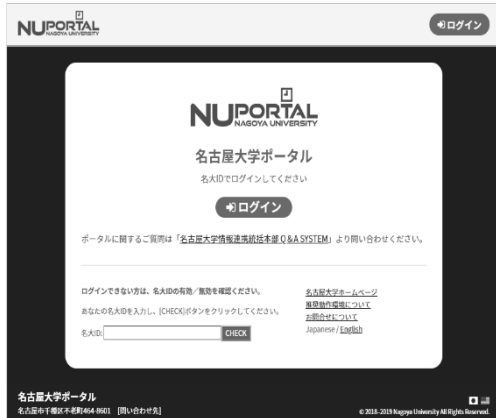 NUPORTAL
NAGOYA UNIVERSITY
ログイン
NUPORTAL
NAGOYA UNIVERSITY
名古屋大学ポータル
名大IDでログインしてください
ログイン
ポータルに関するご質問は「名古屋大学情報連携統括本部 Q & A SYSTEM」より問い合わせください。
ログインできない方は、名大IDの有効／無効を確認ください。
あなたの名大IDを入力し、[CHECK]ボタンをクリックしてください。
名大ID: CHECK
名古屋大学ホームページ
推奨動作環境について
お問合せについて
Japanese / English
名古屋大学ポータル
名古屋市千種区不老町464-8601 [問い合わせ先]
© 2018-2019 Nagoya University All Rights Reserved.